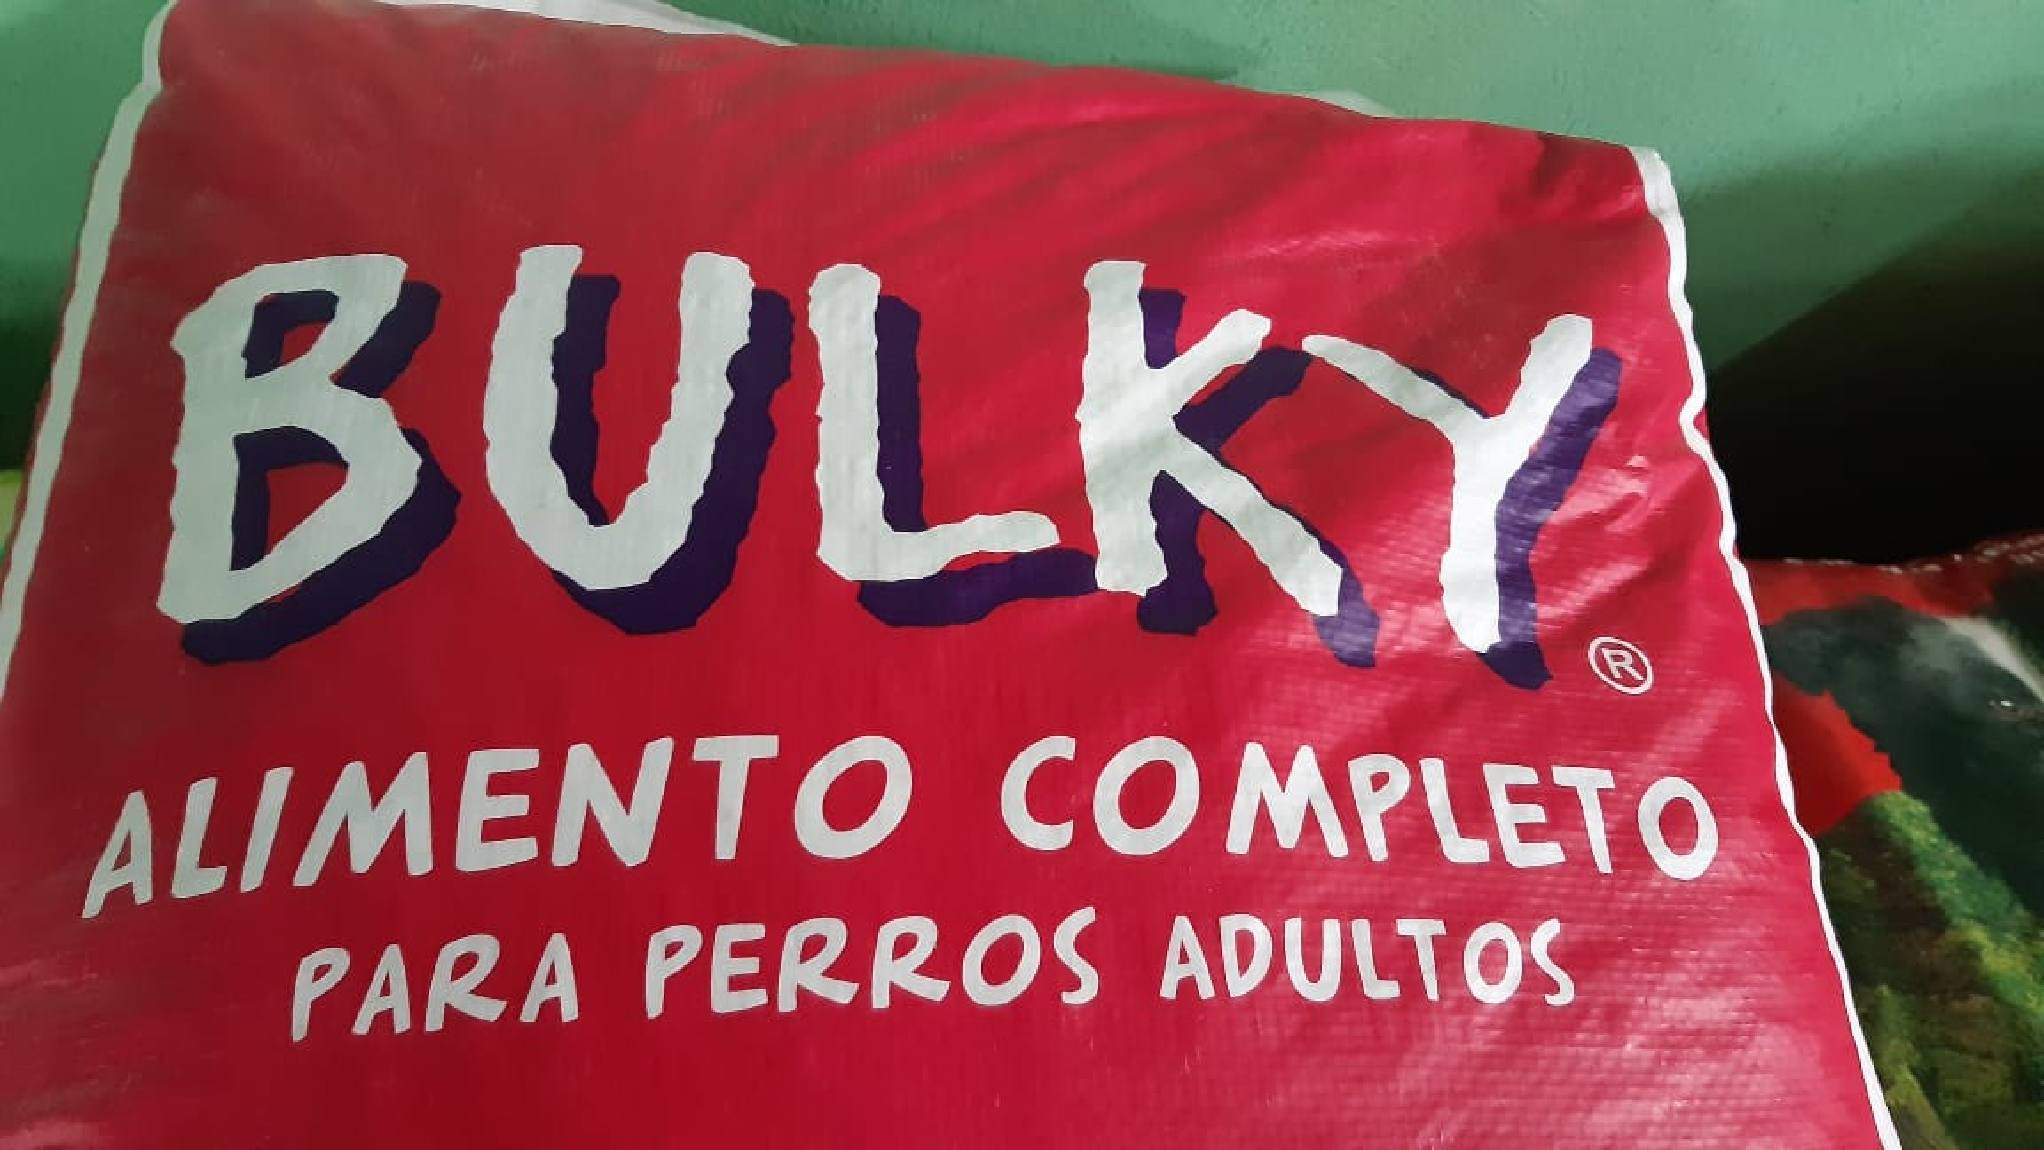 BULKY®
ALIMENTO COMPLETO
PARA PERROS ADULTOS